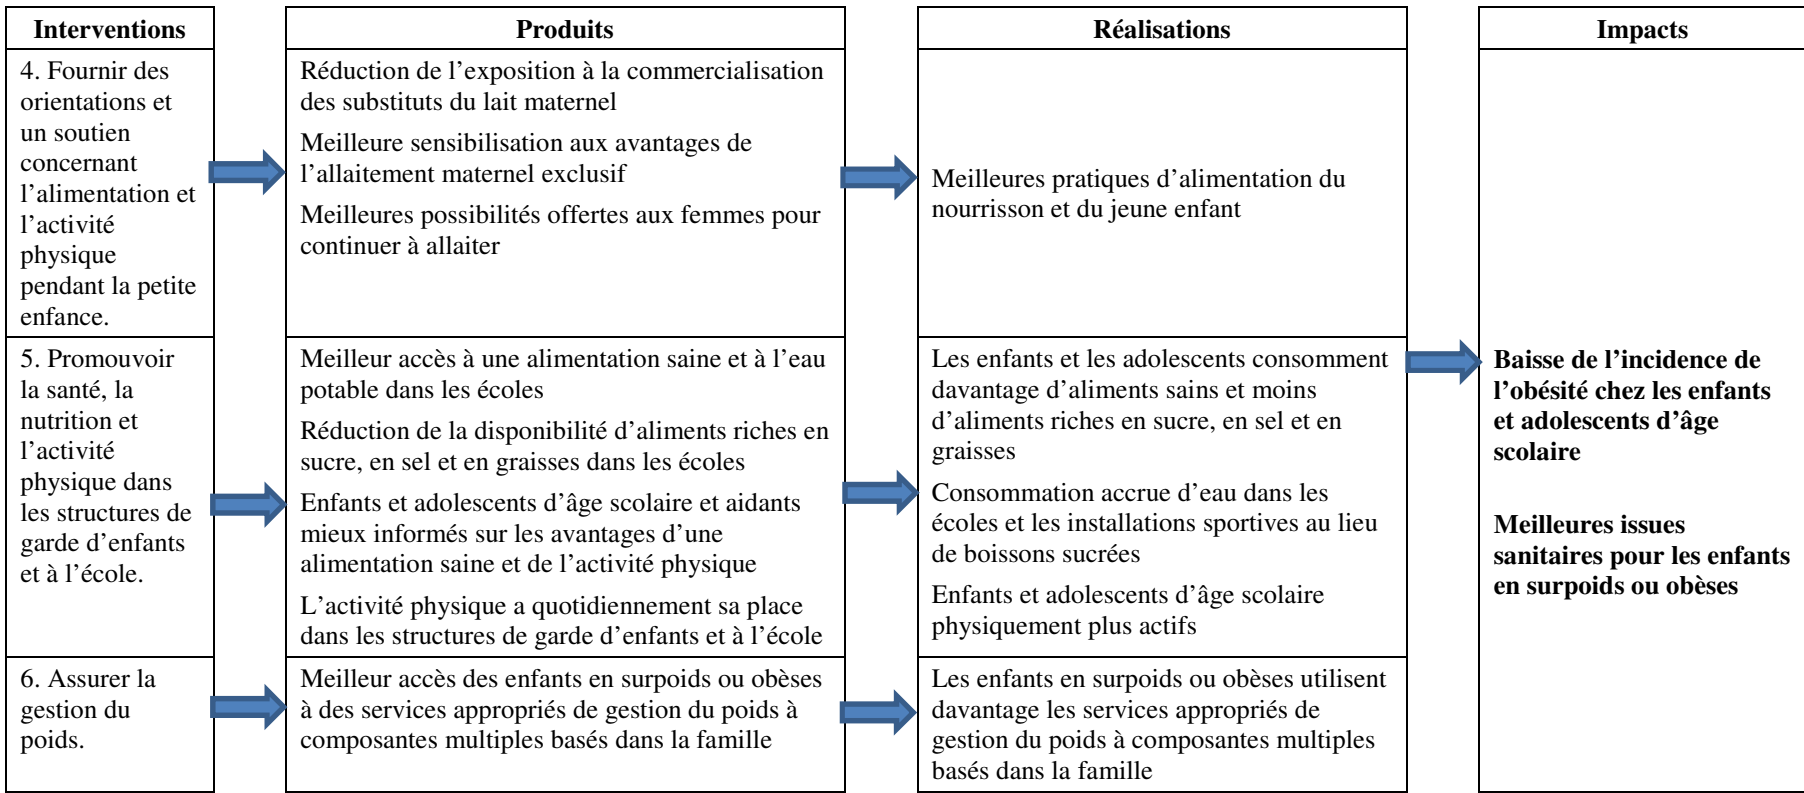 Interventions
Produits
Réalisations
Impacts
4. Fournir des
orientations et
un soutien
concernant
l’alimentation et
l’activité
physique
pendant la petite
enfance.
Réduction de l’exposition à la commercialisation
des substituts du lait maternel
Meilleure sensibilisation aux avantages de
l’allaitement maternel exclusif
Meilleures possibilités offertes aux femmes pour
continuer à allaiter
Meilleures pratiques d’alimentation du
nourrisson et du jeune enfant
5. Promouvoir
la santé, la
nutrition et
l’activité
physique dans
les structures de
garde d’enfants
et à l’école.
Meilleur accès à une alimentation saine et à l’eau
potable dans les écoles
Réduction de la disponibilité d’aliments riches en
sucre, en sel et en graisses dans les écoles
Enfants et adolescents d’âge scolaire et aidants
mieux informés sur les avantages d’une
alimentation saine et de l’activité physique
L’activité physique a quotidiennement sa place
dans les structures de garde d’enfants et à l’école
Les enfants et les adolescents consomment
davantage d’aliments sains et moins
d’aliments riches en sucre, en sel et en
graisses
Consommation accrue d’eau dans les
écoles et les installations sportives au lieu
de boissons sucrées
Enfants et adolescents d’âge scolaire
physiquement plus actifs
6. Assurer la
gestion du
poids.
Meilleur accès des enfants en surpoids ou obèses
à des services appropriés de gestion du poids à
composantes multiples basés dans la famille
Les enfants en surpoids ou obèses utilisent
davantage les services appropriés de
gestion du poids à composantes multiples
basés dans la famille
Baisse de l’incidence de
l’obésité chez les enfants
et adolescents d’âge
scolaire
Meilleures issues
sanitaires pour les enfants
en surpoids ou obèses